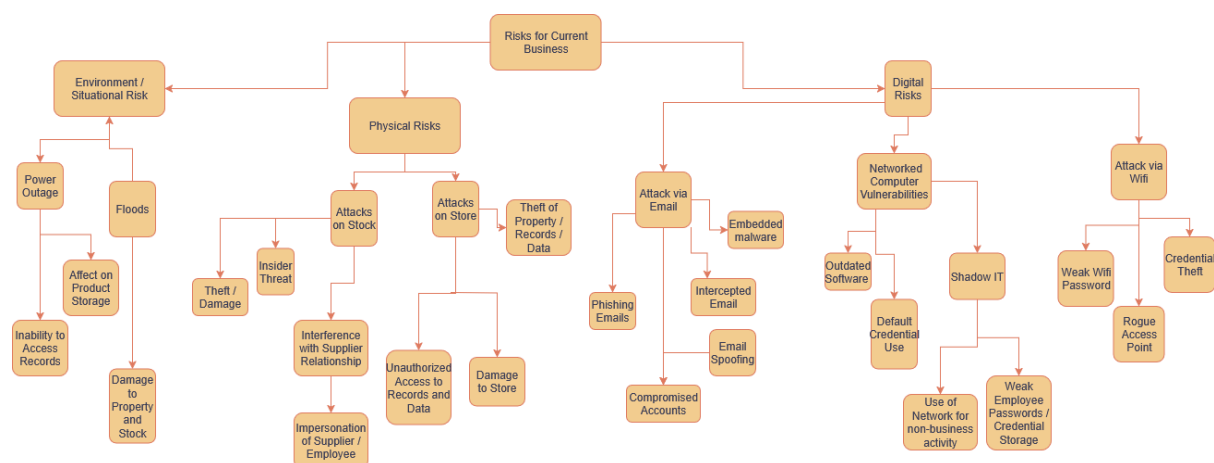 Risks for Current
Business
Environment /
Situational Risk
Digital
Risks
Physical Risks
Power
Outage
Floods
Attacks
on Stock
Attacks
on Store
Theft of
Property /
Records /
Data
Attack via
Email
Networked
Computer
Vulnerabilities
Attack via
Wifi
Embedded
malware
Affect on
Product
Storage
Insider
Threat
Theft /
Damage
Intercepted
Email
Phishing
Emails
Outdated
Software
Shadow IT
Weak Wifi
Password
Credential
Theft
Inability to
Access
Records
Interference
with Supplier
Relationship
Default
Credential
Use
Rogue
Access
Point
Damage
to
Property
and
Stock
Unauthorized
Access to
Records and
Data
Damage
to Store
Email
Spoofing
Compromised
Accounts
Impersonation
of Supplier /
Employee
Use of
Network for
non-business
activity
Weak
Employee
Passwords /
Credential
Storage